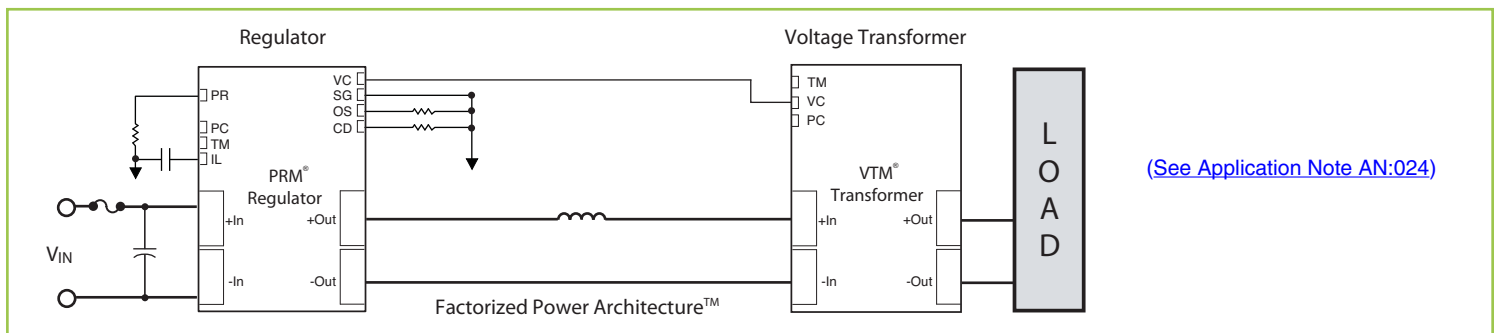 Regulator
Voltage Transformer
VC
SG
OS
CD
PR
PC
TM
IL
PRM®
Regulator
+In
-In
+Out
-Out
VIN
Factorized Power Architecture™
TM
VC
PC
VTM®
Transformer
+In
-In
+Out
-Out
L
O
A
D
(See Application Note AN:024)